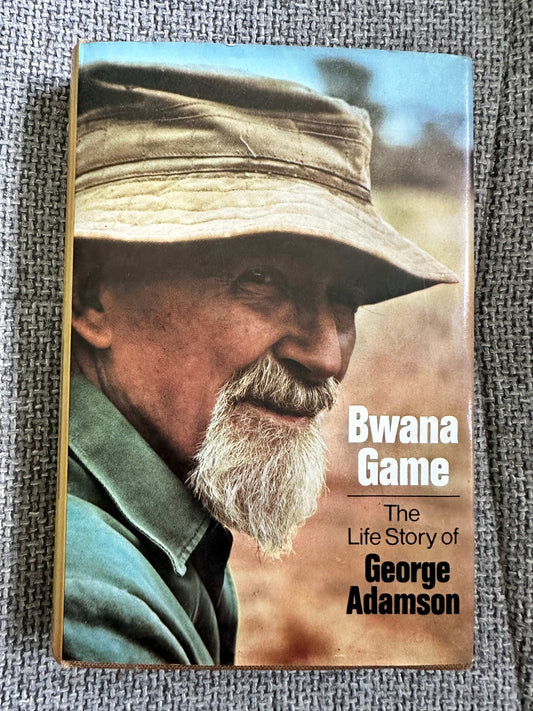 Bwana
Game
The
Life Story of
George
Adamson